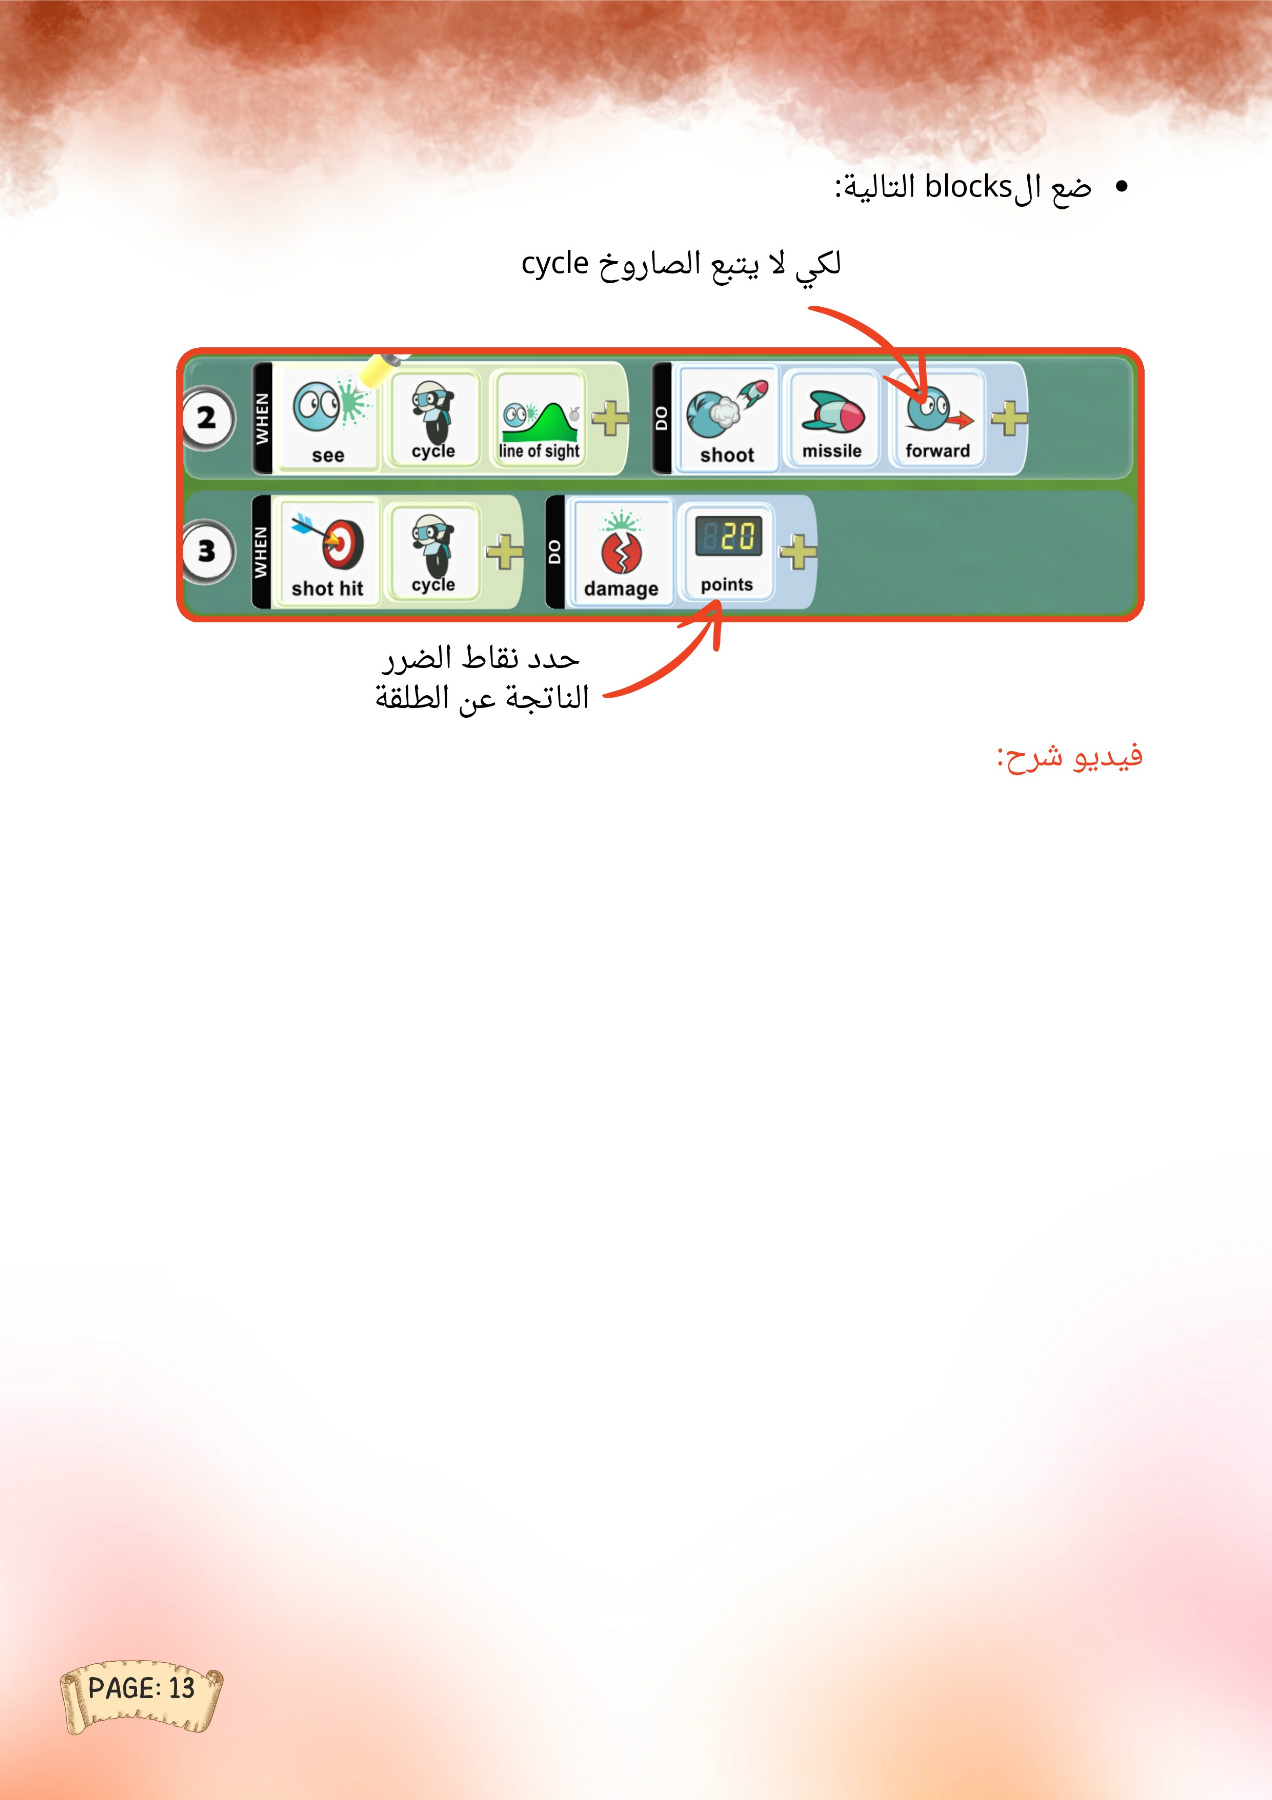 • ضع الblocks التالية:
لكي لا يتبع الصاروخ cycle
2 WHEN see cycle line of sight DO shoot missile forward
3 WHEN shot hit cycle DO damage 20 points
حدد نقاط الضرر
الناتجة عن الطلقة
فيديو شرح:
PAGE: 13